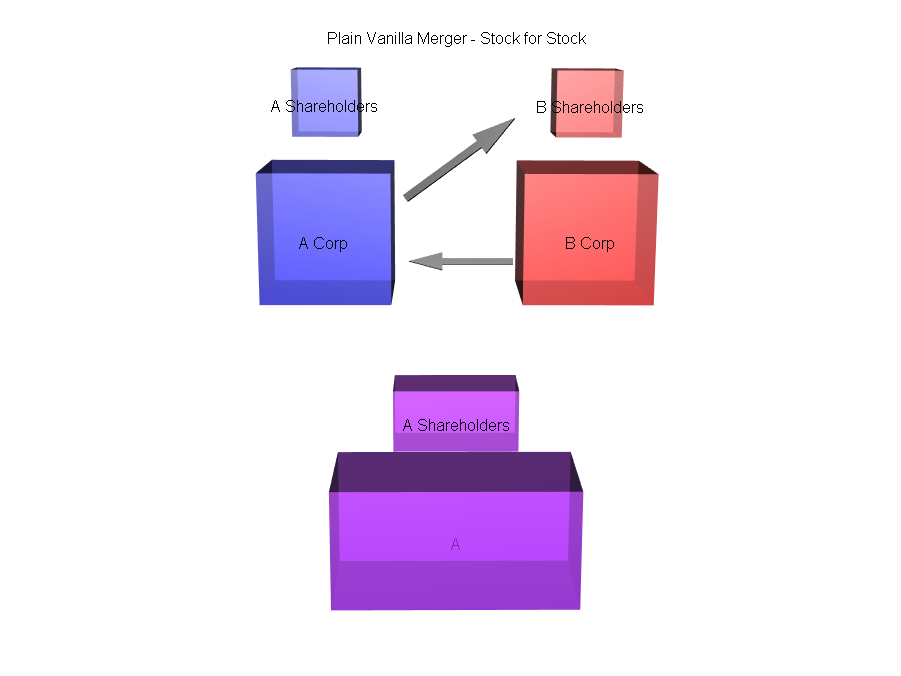 Plain Vanilla Merger - Stock for Stock
A Shareholders
B Shareholders
A Corp
B Corp
A Shareholders
A